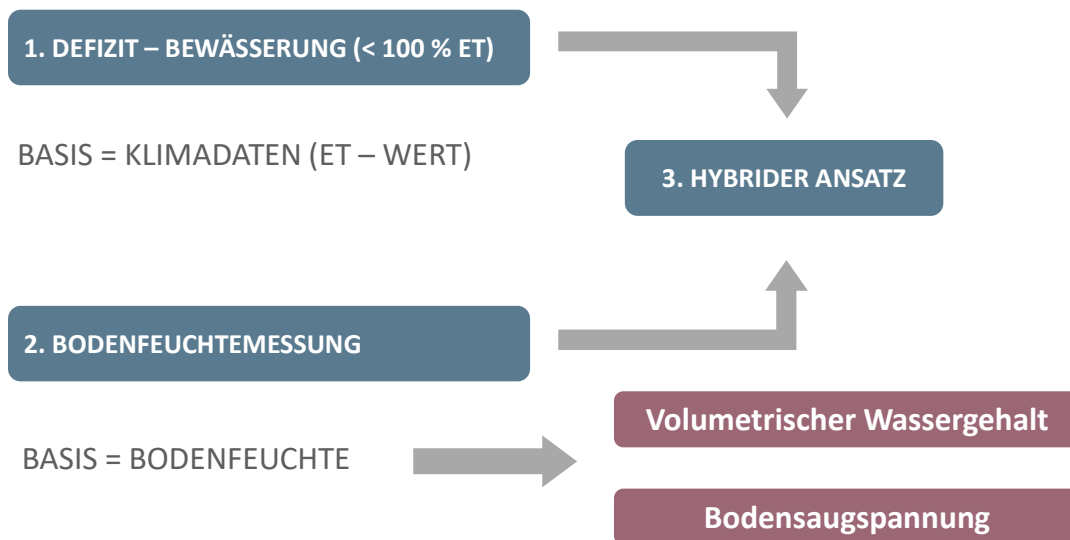 1. DEFIZIT – BEWÄSSERUNG (< 100 % ET)
BASIS = KLIMADATEN (ET – WERT)
3. HYBRIDER ANSATZ
2. BODENFEUCHTEMESSUNG
BASIS = BODENFEUCHTE
Volumetrischer Wassergehalt
Bodensaugspannung